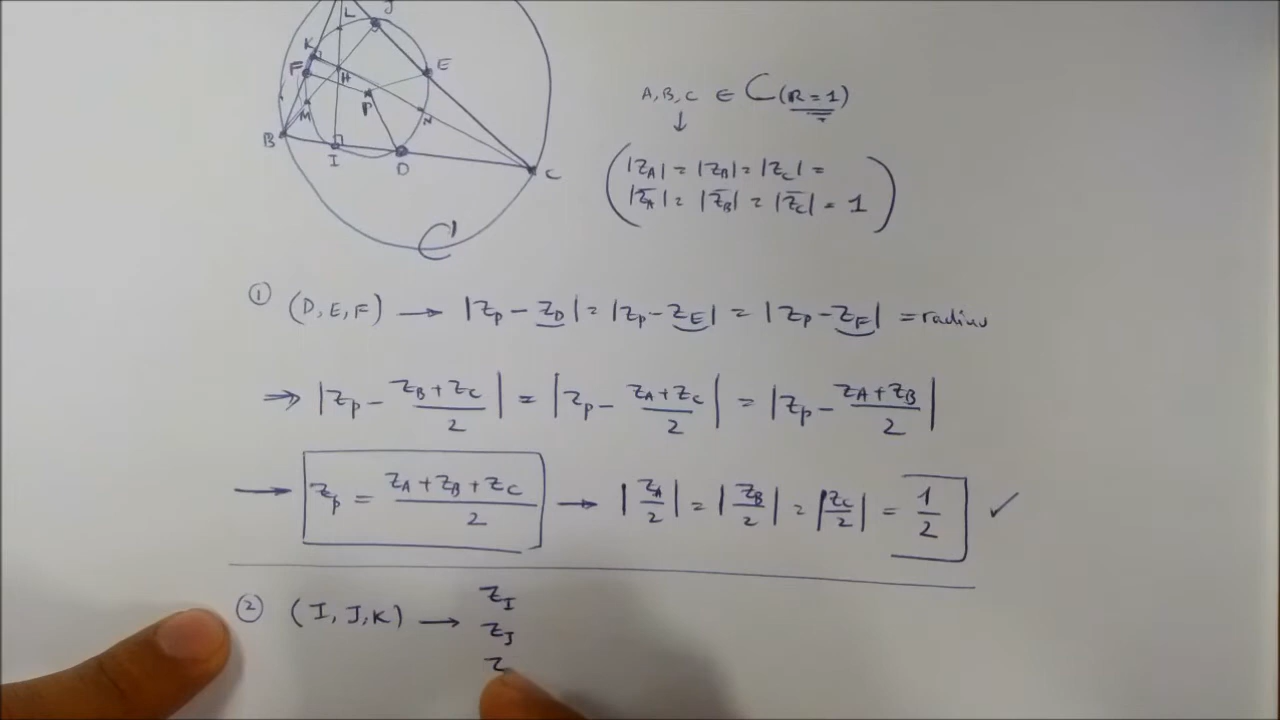 L
J
K
F
H
E
P
M
N
B
I
D
C
C'
A, B, C ∈ C (R = 1)
↓
( |z_A| = |z_B| = |z_C| =
|z̅_A| = |z̅_B| = |z̅_C| = 1 )
① (D, E, F) → |z_p - z_D| = |z_p - z_E| = |z_p - z_F| = radius
⇒ |z_p - (z_B + z_C)/2| = |z_p - (z_A + z_C)/2| = |z_p - (z_A + z_B)/2|
→ z_p = (z_A + z_B + z_C)/2 → |z_A/2| = |z_B/2| = |z_C/2| = 1/2 ✓
② (I, J, K) → z_I
z_J
z